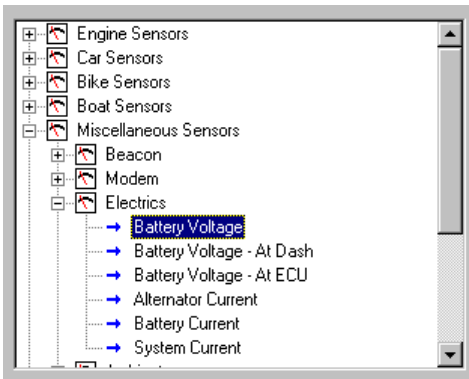 Engine Sensors
Car Sensors
Bike Sensors
Boat Sensors
Miscellaneous Sensors
Beacon
Modem
Electrics
Battery Voltage
Battery Voltage - At Dash
Battery Voltage - At ECU
Alternator Current
Battery Current
System Current